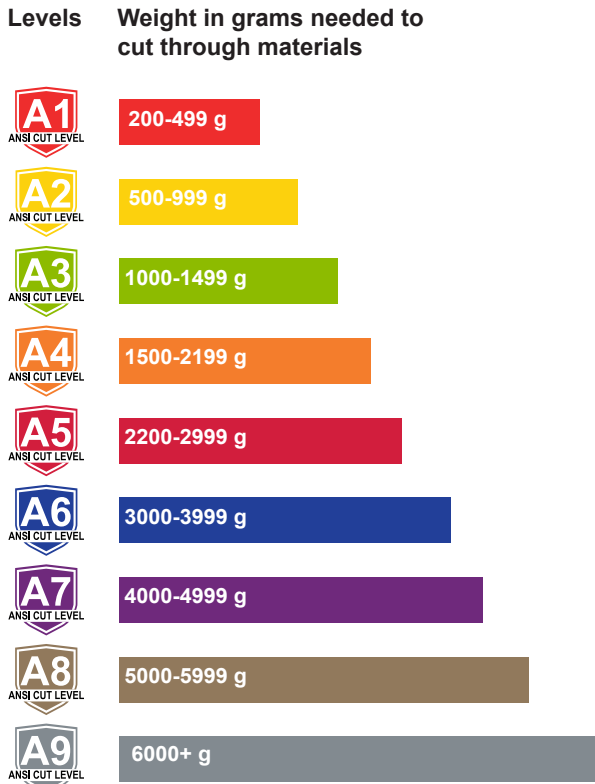 Levels
Weight in grams needed to
cut through materials
A1
ANSI CUT LEVEL
200-499 g
A2
ANSI CUT LEVEL
500-999 g
A3
ANSI CUT LEVEL
1000-1499 g
A4
ANSI CUT LEVEL
1500-2199 g
A5
ANSI CUT LEVEL
2200-2999 g
A6
ANSI CUT LEVEL
3000-3999 g
A7
ANSI CUT LEVEL
4000-4999 g
A8
ANSI CUT LEVEL
5000-5999 g
A9
ANSI CUT LEVEL
6000+ g